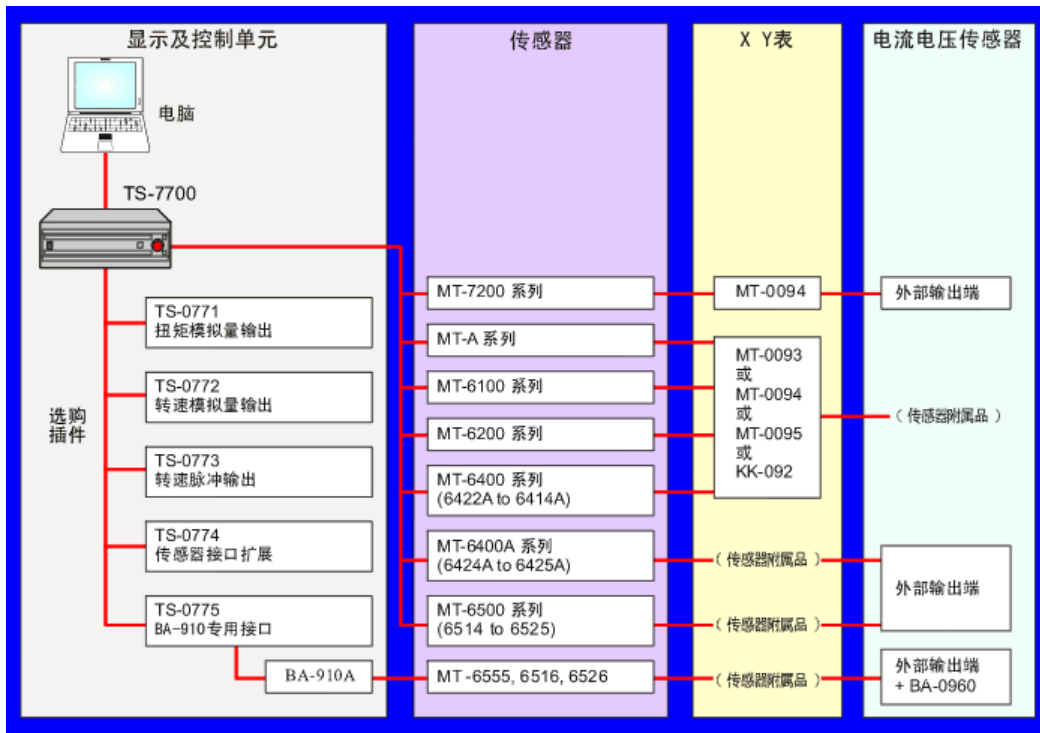 显示及控制单元
电脑
TS-7700
TS-0771
扭矩模拟量输出
TS-0772
转速模拟量输出
选购
插件
TS-0773
转速脉冲输出
TS-0774
传感器接口扩展
TS-0775
BA-910专用接口
BA-910A
传感器
MT-7200 系列
MT-A 系列
MT-6100 系列
MT-6200 系列
MT-6400 系列
(6422A to 6414A)
MT-6400A 系列
(6424A to 6425A)
MT-6500 系列
(6514 to 6525)
MT-6555, 6516, 6526
X Y表
MT-0094
MT-0093
或
MT-0094
或
MT-0095
或
KK-092
( 传感器附属品 )
( 传感器附属品 )
( 传感器附属品 )
电流电压传感器
外部输出端
( 传感器附属品 )
外部输出端
外部输出端
+ BA-0960